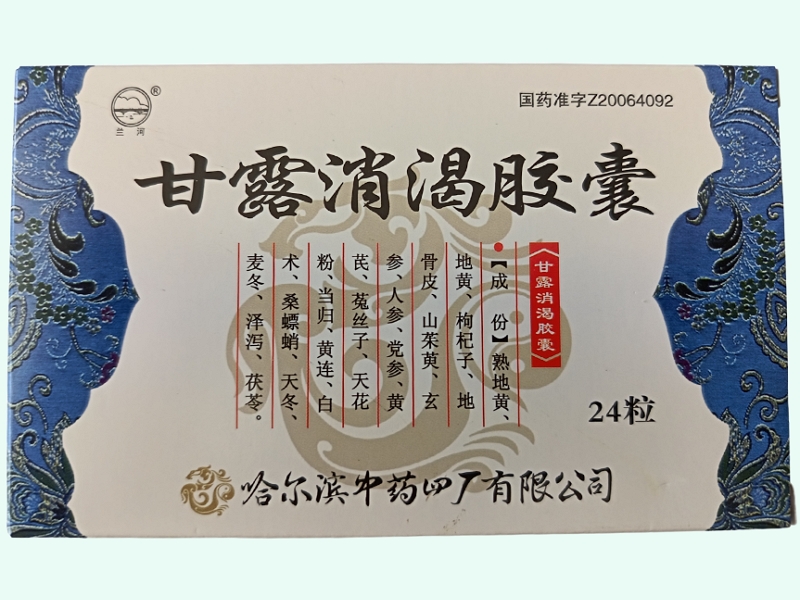 兰河
®
国药准字Z20064092
甘露消渴胶囊
《甘露消渴胶囊》
【成份】熟地黄、
地黄、枸杞子、地
骨皮、山茱萸、玄
参、人参、党参、黄
芪、菟丝子、天花
粉、当归、黄连、白
术、桑螵蛸、天冬、
麦冬、泽泻、茯苓。
24粒
哈尔滨中药四厂有限公司